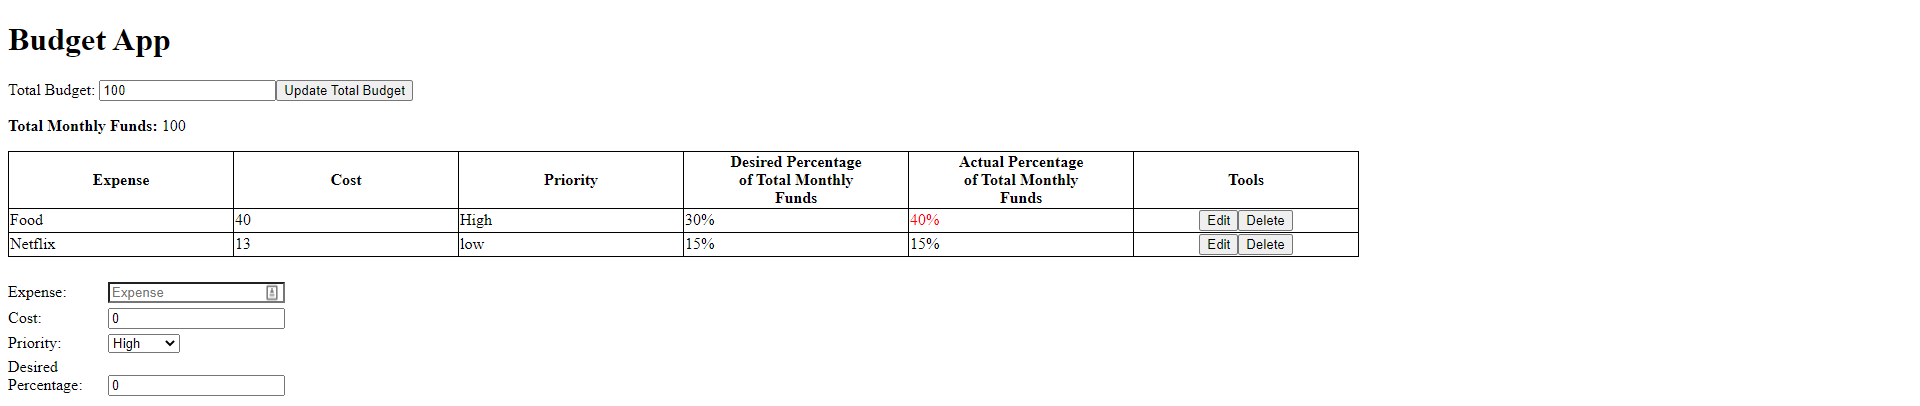 Budget App
Total Budget: 100 Update Total Budget
Total Monthly Funds: 100
Expense Cost Priority Desired Percentage of Total Monthly Funds Actual Percentage of Total Monthly Funds Tools
Food 40 High 30% 40% Edit Delete
Netflix 13 low 15% 15% Edit Delete
Expense: Expense
Cost: 0
Priority: High
Desired
Percentage: 0